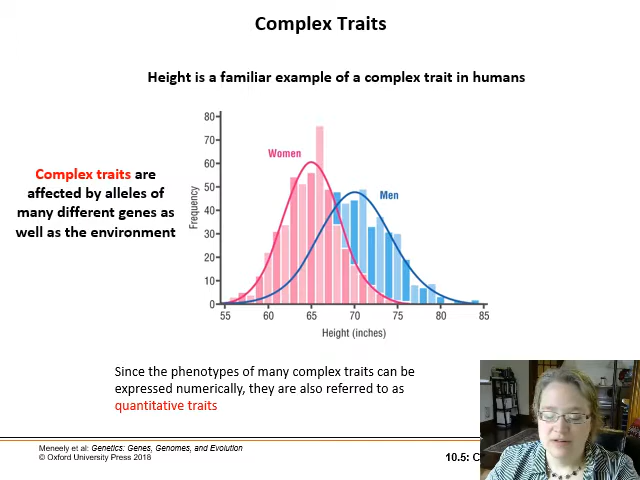 Complex Traits
Height is a familiar example of a complex trait in humans
Complex traits are
affected by alleles of
many different genes as
well as the environment
80
70
60
50
40
30
20
10
0
Frequency
Women
Men
55 60 65 70 75 80 85
Height (inches)
Since the phenotypes of many complex traits can be
expressed numerically, they are also referred to as
quantitative traits
Meneely et al: Genetics: Genes, Genomes, and Evolution
© Oxford University Press 2018
10.5: C